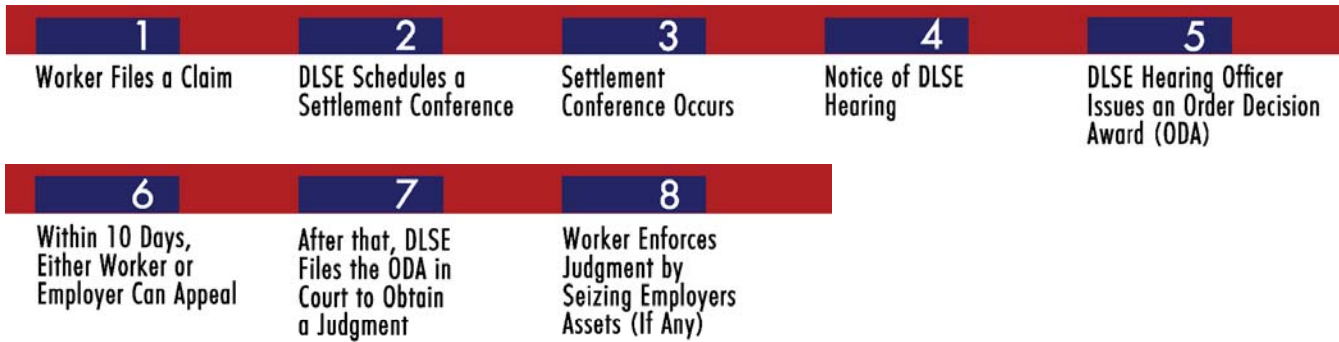 1 2 3 4 5
Worker Files a Claim
DLSE Schedules a
Settlement Conference
Settlement
Conference Occurs
Notice of DLSE
Hearing
DLSE Hearing Officer
Issues an Order Decision
Award (ODA)
6 7 8
Within 10 Days,
Either Worker or
Employer Can Appeal
After that, DLSE
Files the ODA in
Court to Obtain
a Judgment
Worker Enforces
Judgment by
Seizing Employers
Assets (If Any)